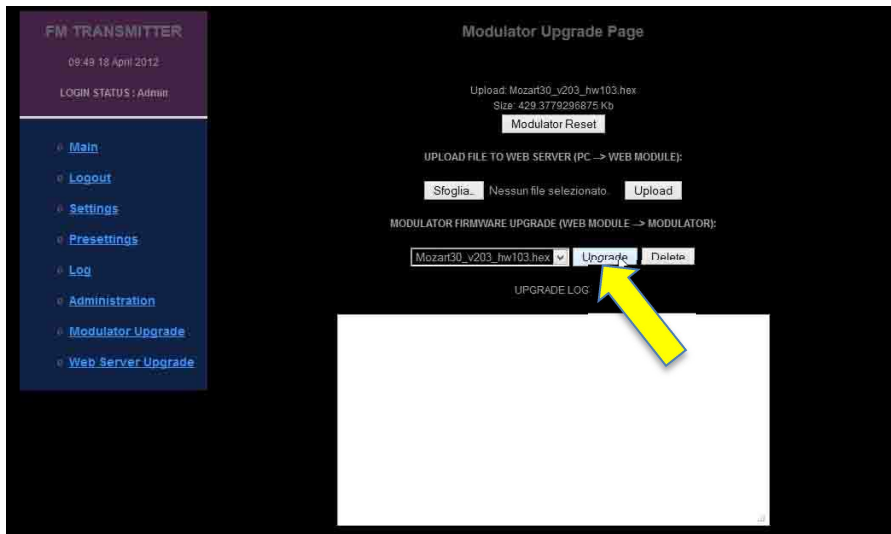 FM TRANSMITTER
09:49 18 April 2012
LOGIN STATUS : Admin
Main
Logout
Settings
Presettings
Log
Administration
Modulator Upgrade
Web Server Upgrade
Modulator Upgrade Page
Upload: Mozart30_v203_hw103.hex
Size: 429.3779296875 Kb
Modulator Reset
UPLOAD FILE TO WEB SERVER (PC --> WEB MODULE):
Sfoglia_ Nessun file selezionato. Upload
MODULATOR FIRMWARE UPGRADE (WEB MODULE --> MODULATOR):
Mozart30_v203_hw103.hex Upgrade Delete
UPGRADE LOG